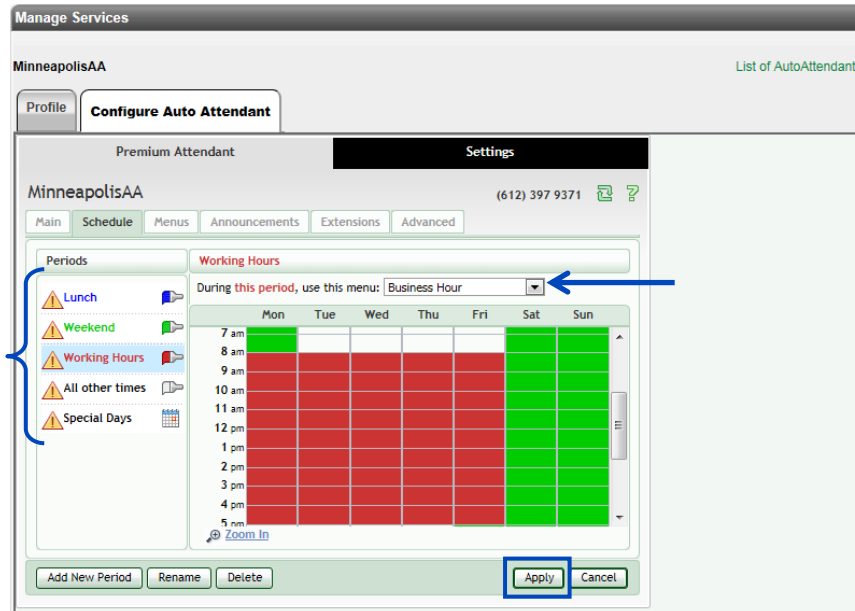 Manage Services
MinneapolisAA
List of AutoAttendant
Profile
Configure Auto Attendant
Premium Attendant
Settings
MinneapolisAA
(612) 397 9371
Main Schedule Menus Announcements Extensions Advanced
Periods
Working Hours
Lunch
During this period, use this menu: Business Hour
Weekend
Working Hours
All other times
Special Days
Mon Tue Wed Thu Fri Sat Sun
7 am
8 am
9 am
10 am
11 am
12 pm
1 pm
2 pm
3 pm
4 pm
5 pm
Zoom In
Add New Period Rename Delete Apply Cancel